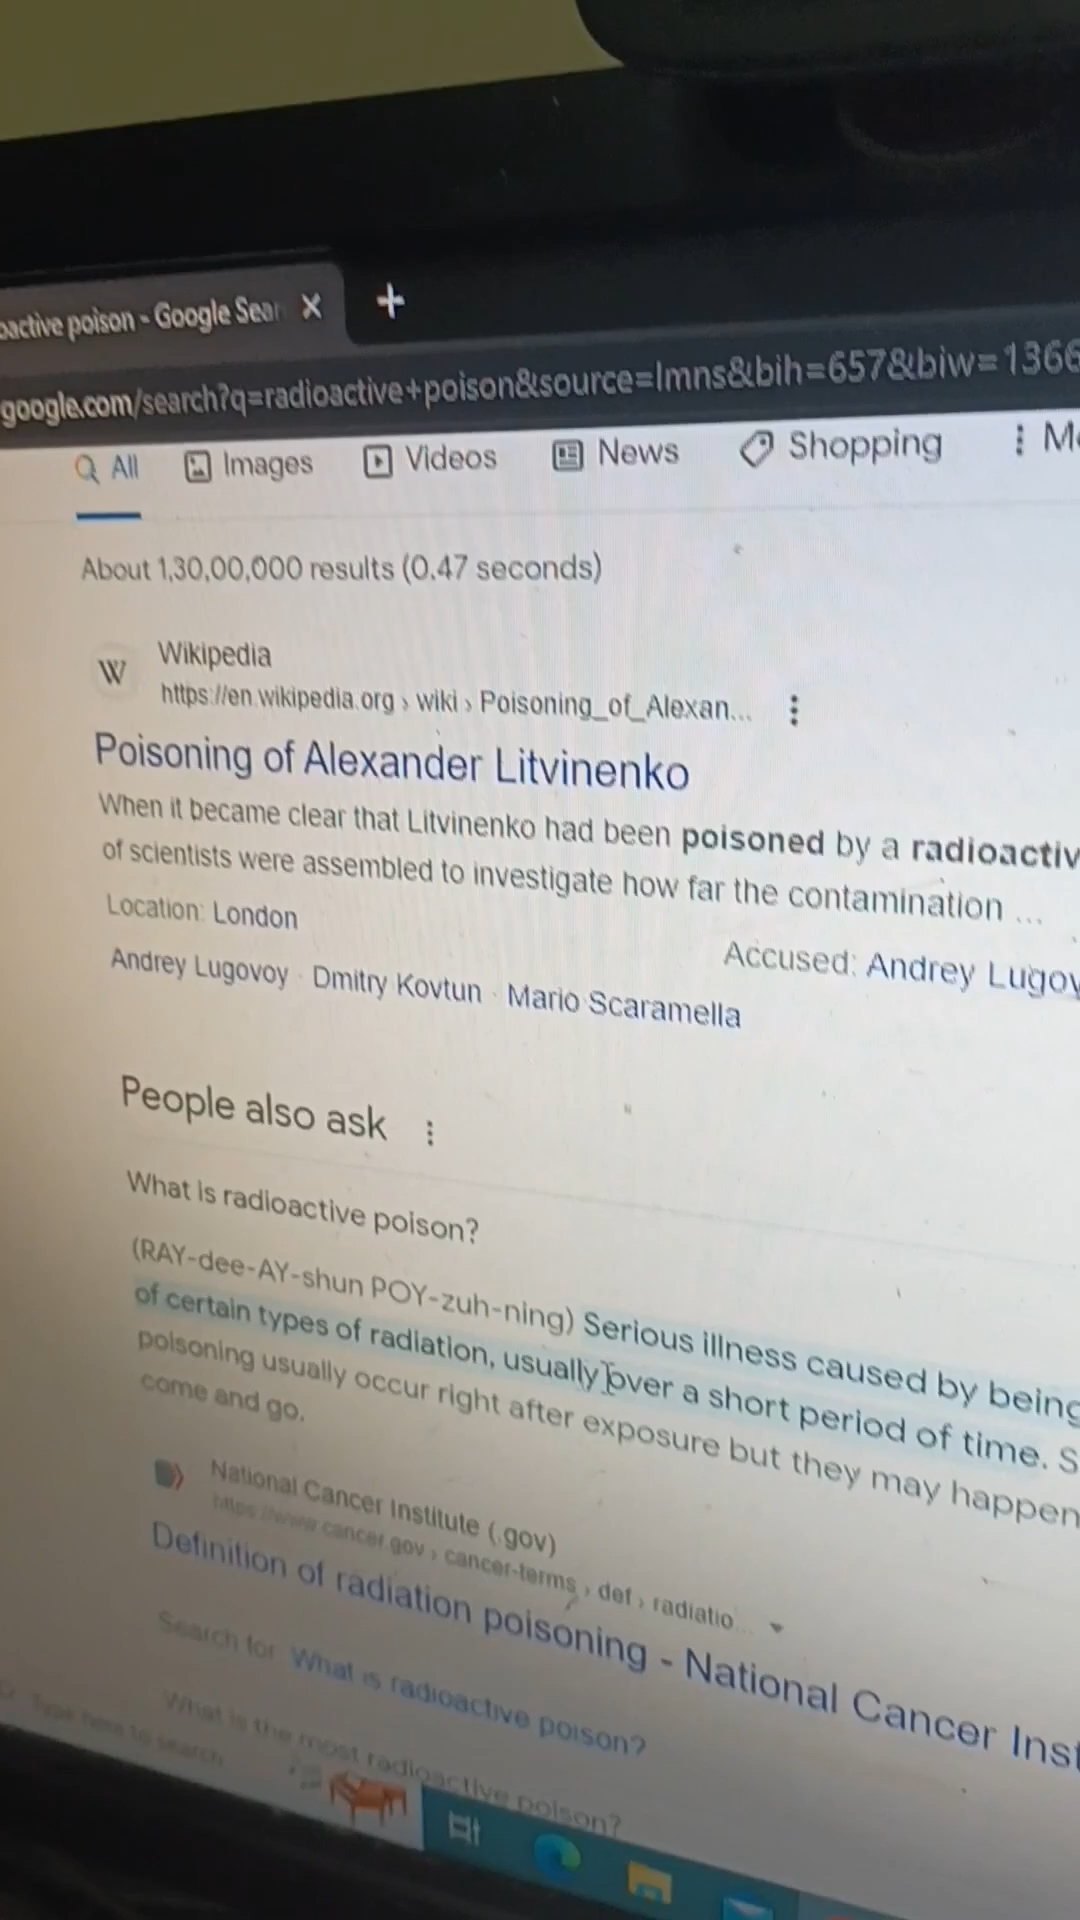 oactive poison - Google Sear
google.com/search?q=radioactive+poison&source=lmns&bih=657&biw=1366
All Images Videos News Shopping
About 1,30,00,000 results (0.47 seconds)
W Wikipedia
https://en.wikipedia.org › wiki › Poisoning_of_Alexan...
Poisoning of Alexander Litvinenko
When it became clear that Litvinenko had been poisoned by a radioactiv
of scientists were assembled to investigate how far the contamination ...
Location: London
Accused: Andrey Lugov
Andrey Lugovoy · Dmitry Kovtun · Mario Scaramella
People also ask
What is radioactive poison?
(RAY-dee-AY-shun POY-zuh-ning) Serious illness caused by being
of certain types of radiation, usually over a short period of time. S
poisoning usually occur right after exposure but they may happen
come and go.
National Cancer Institute (.gov)
https://www.cancer.gov › cancer-terms › def › radiatio...
Definition of radiation poisoning - National Cancer Inst
Search for: What is radioactive poison?
What is the most radioactive poison?
Type here to search